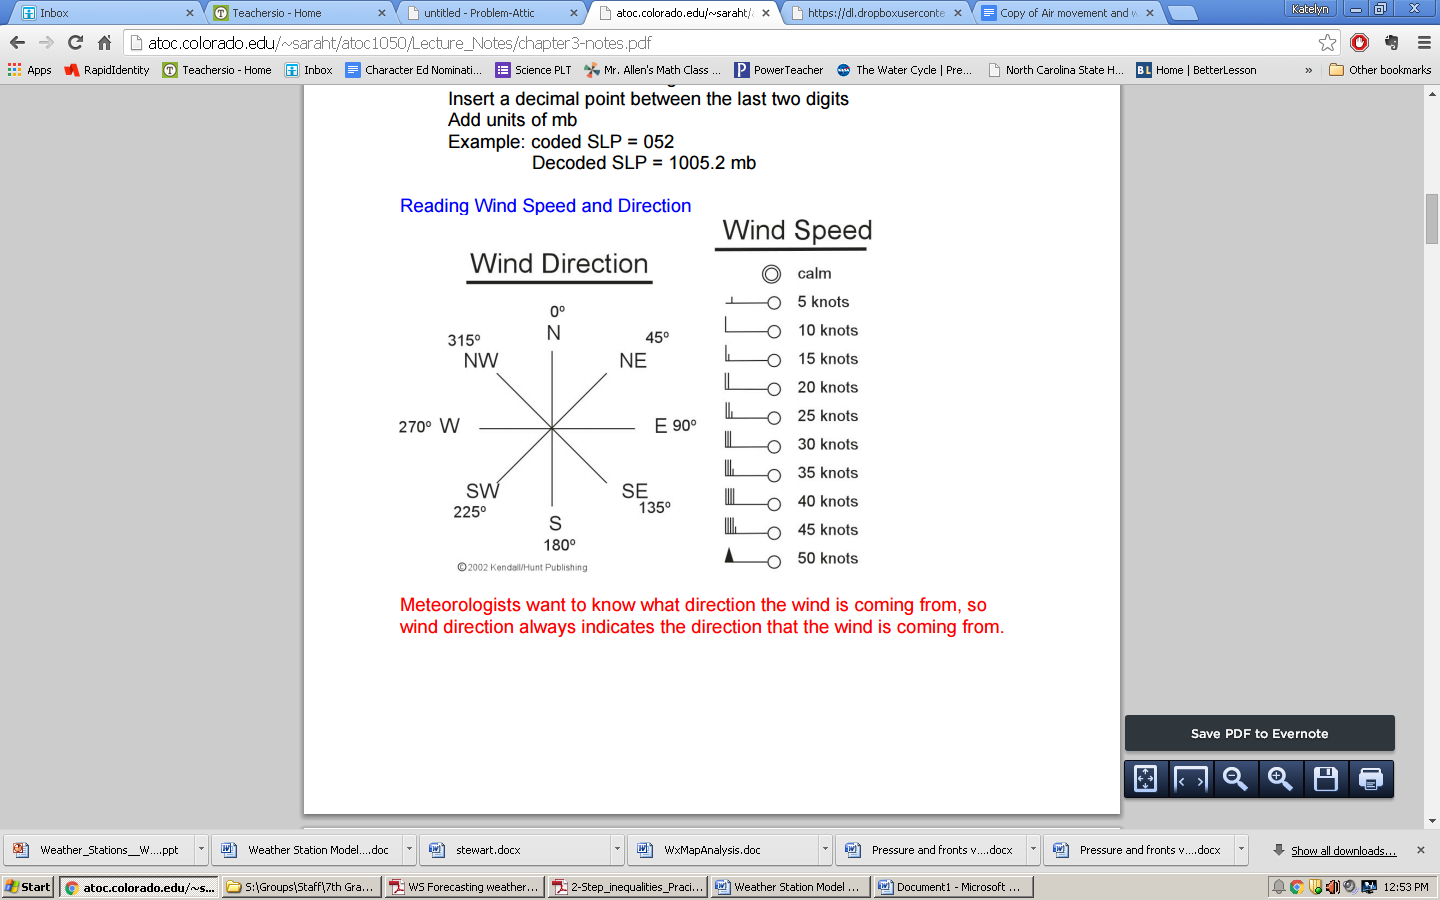 Inbox
Teachersio - Home
untitled - Problem-Attic
atoc.colorado.edu/~saraht/
https://dl.dropboxuserconte
Copy of Air movement and
Katelyn
atoc.colorado.edu/~saraht/atoc1050/Lecture_Notes/chapter3-notes.pdf
Apps
RapidIdentity
Teachersio - Home
Inbox
Character Ed Nominati...
Science PLT
Mr. Allen's Math Class ...
PowerTeacher
The Water Cycle | Pre...
North Carolina State H...
BL Home | BetterLesson
»
Other bookmarks
Insert a decimal point between the last two digits
Add units of mb
Example: coded SLP = 052
Decoded SLP = 1005.2 mb
Reading Wind Speed and Direction
Wind Direction
0º
N
315º
NW
45º
NE
270º W
E 90º
SW
225º
SE
135º
S
180º
©2002 Kendall/Hunt Publishing
Wind Speed
calm
5 knots
10 knots
15 knots
20 knots
25 knots
30 knots
35 knots
40 knots
45 knots
50 knots
Meteorologists want to know what direction the wind is coming from, so
wind direction always indicates the direction that the wind is coming from.
Save PDF to Evernote
Weather_Stations__W....ppt
Weather Station Model....doc
stewart.docx
WxMapAnalysis.doc
Pressure and fronts v....docx
Pressure and fronts v....docx
Show all downloads...
Start
atoc.colorado.edu/~s...
S:\Groups\Staff\7th Gra...
WS Forecasting weather...
2-Step_inequalities_Praci...
Weather Station Model ...
Document1 - Microsoft ...
12:53 PM